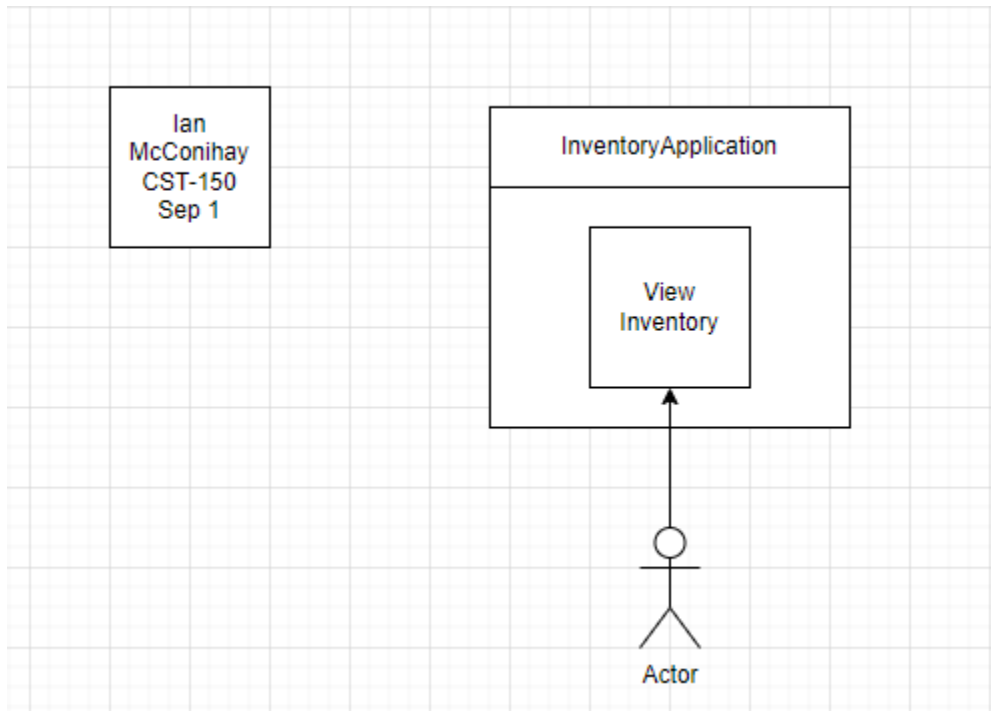 Ian
McConihay
CST-150
Sep 1
InventoryApplication
View
Inventory
Actor